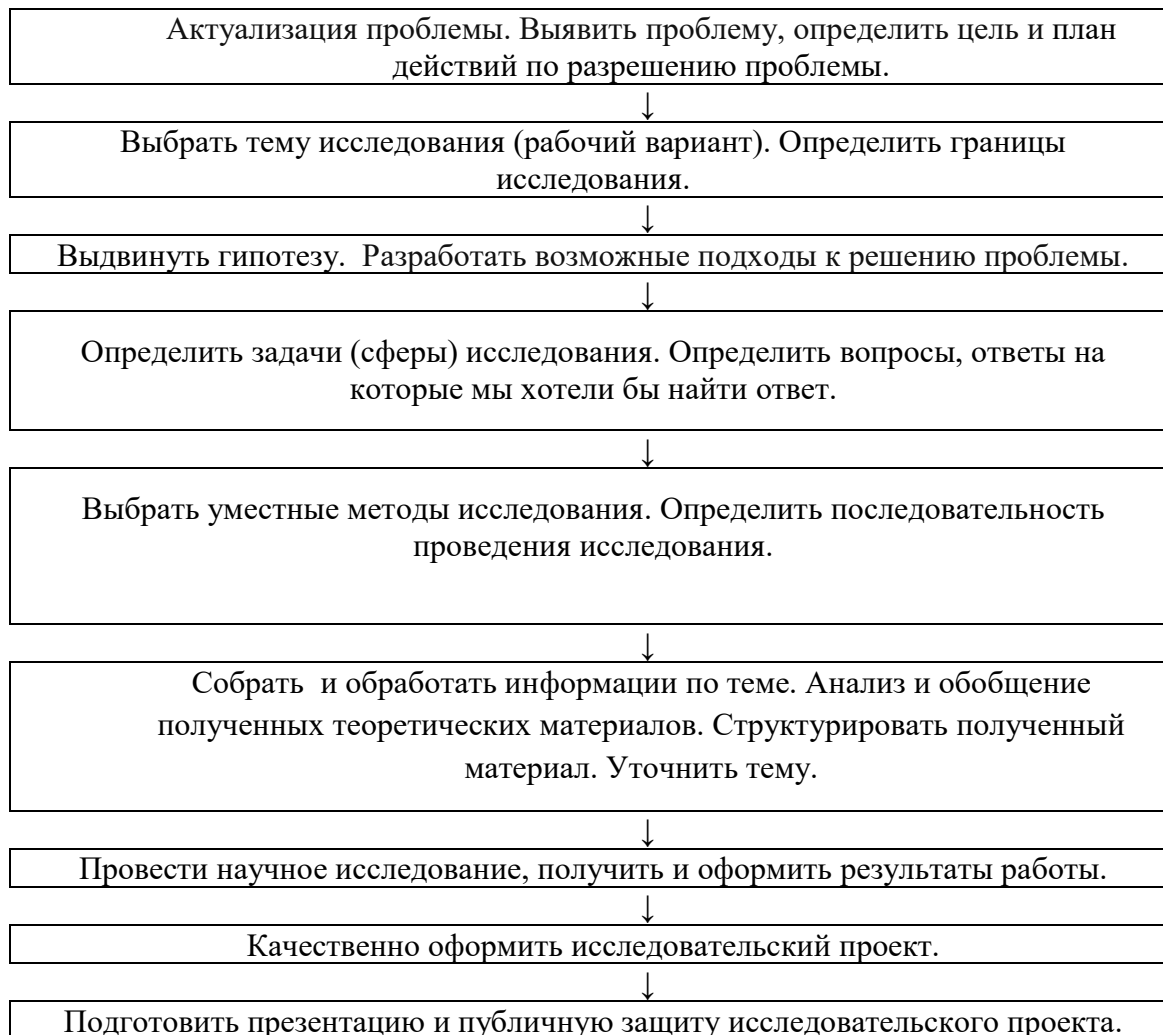 Актуализация проблемы. Выявить проблему, определить цель и план
действий по разрешению проблемы.
↓
Выбрать тему исследования (рабочий вариант). Определить границы
исследования.
↓
Выдвинуть гипотезу.  Разработать возможные подходы к решению проблемы.
↓
Определить задачи (сферы) исследования. Определить вопросы, ответы на
которые мы хотели бы найти ответ.
↓
Выбрать уместные методы исследования. Определить последовательность
проведения исследования.
↓
Собрать  и обработать информации по теме. Анализ и обобщение
полученных теоретических материалов. Структурировать полученный
материал. Уточнить тему.
↓
Провести научное исследование, получить и оформить результаты работы.
↓
Качественно оформить исследовательский проект.
↓
Подготовить презентацию и публичную защиту исследовательского проекта.